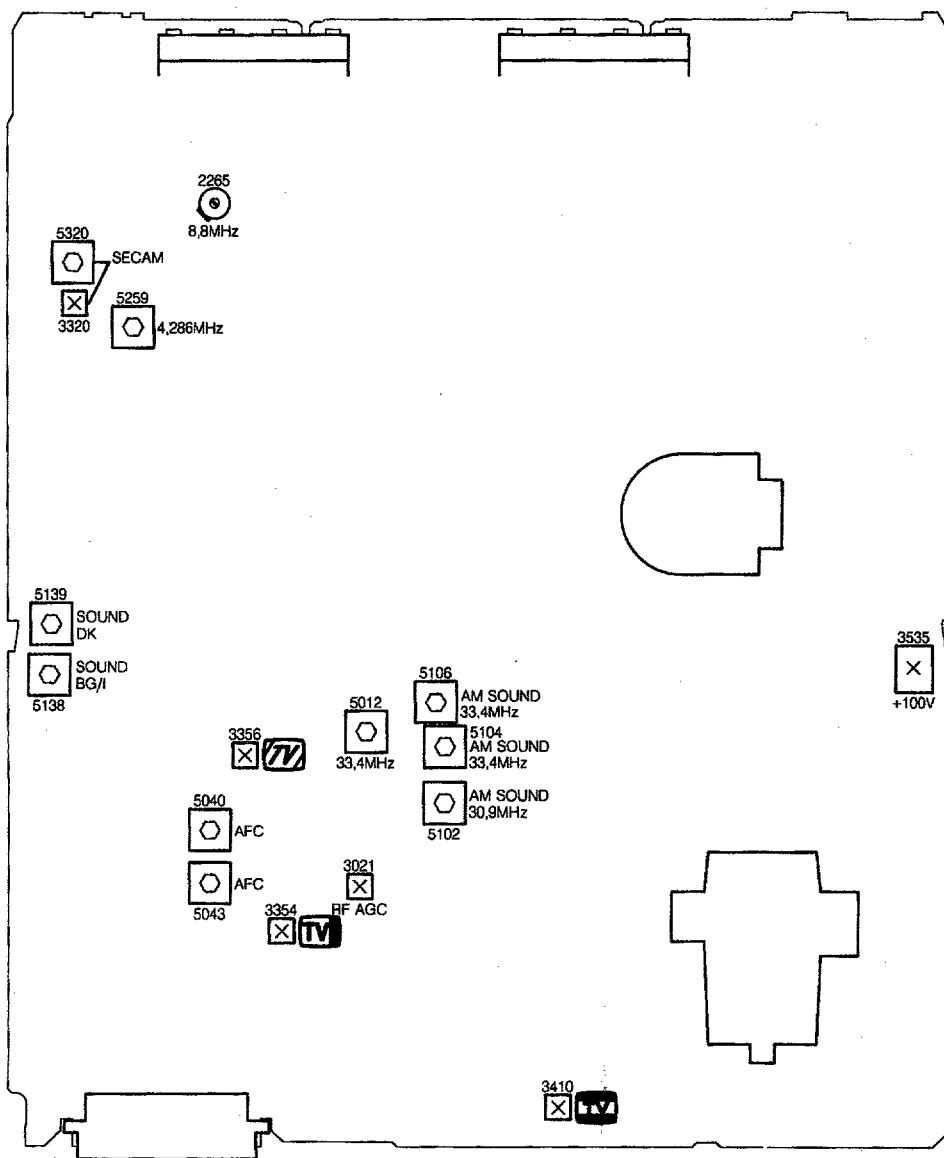 2265
8,8MHz
5320
SECAM
3320
5259
4,286MHz
5139
SOUND
DK
SOUND
BG/I
5138
3535
+100V
5106
AM SOUND
33,4MHz
5012
33,4MHz
5104
AM SOUND
33,4MHz
3356
TV
AM SOUND
30,9MHz
5102
5040
AFC
AFC
5043
3021
RF AGC
3354
TV
3410
TV